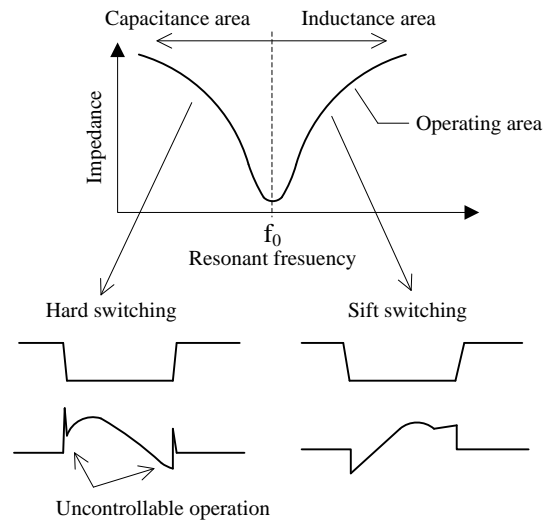 Capacitance area
Inductance area
Impedance
Operating area
f0
Resonant fresuency
Hard switching
Sift switching
Uncontrollable operation